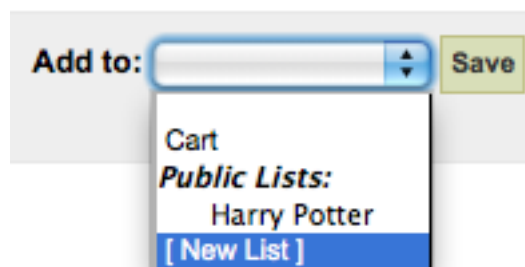 Add to: Save
Cart
Public Lists:
Harry Potter
[ New List ]